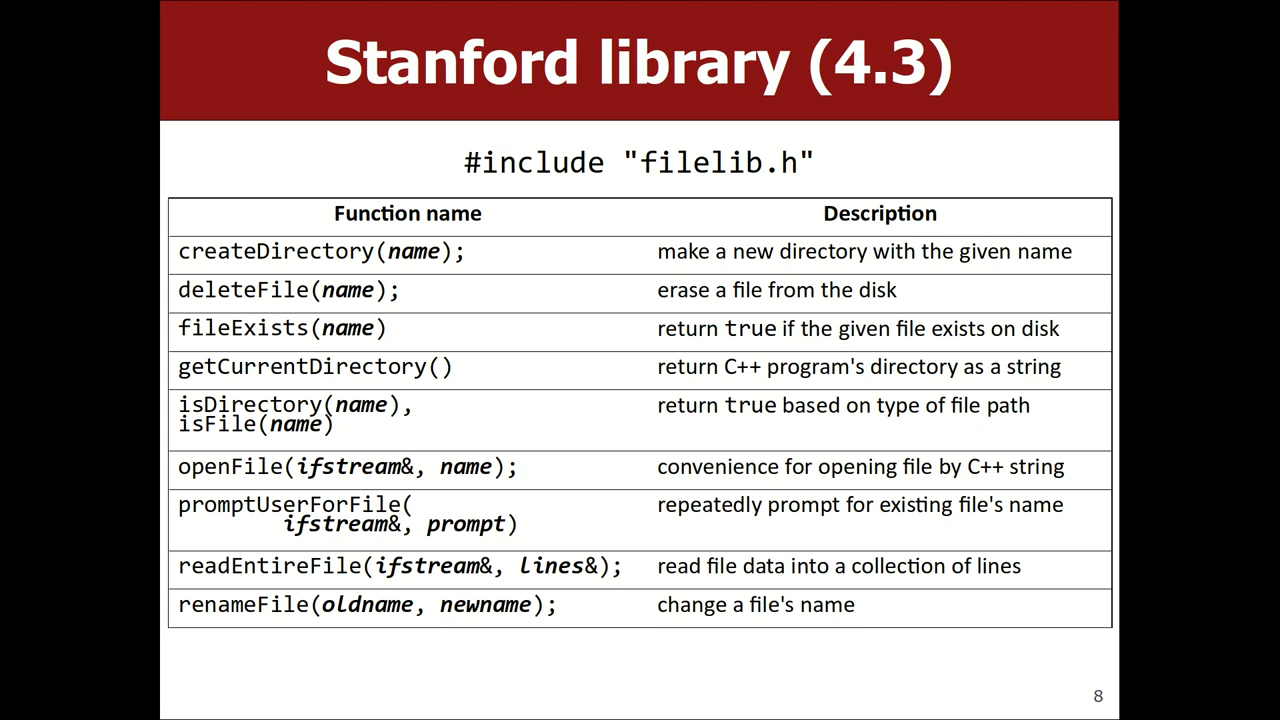 Stanford library (4.3)
#include "filelib.h"
Function name Description
createDirectory(name); make a new directory with the given name
deleteFile(name); erase a file from the disk
fileExists(name) return true if the given file exists on disk
getCurrentDirectory() return C++ program's directory as a string
isDirectory(name), return true based on type of file path
isFile(name)
openFile(ifstream&, name); convenience for opening file by C++ string
promptUserForFile( repeatedly prompt for existing file's name
ifstream&, prompt)
readEntireFile(ifstream&, lines&); read file data into a collection of lines
renameFile(oldname, newname); change a file's name
8